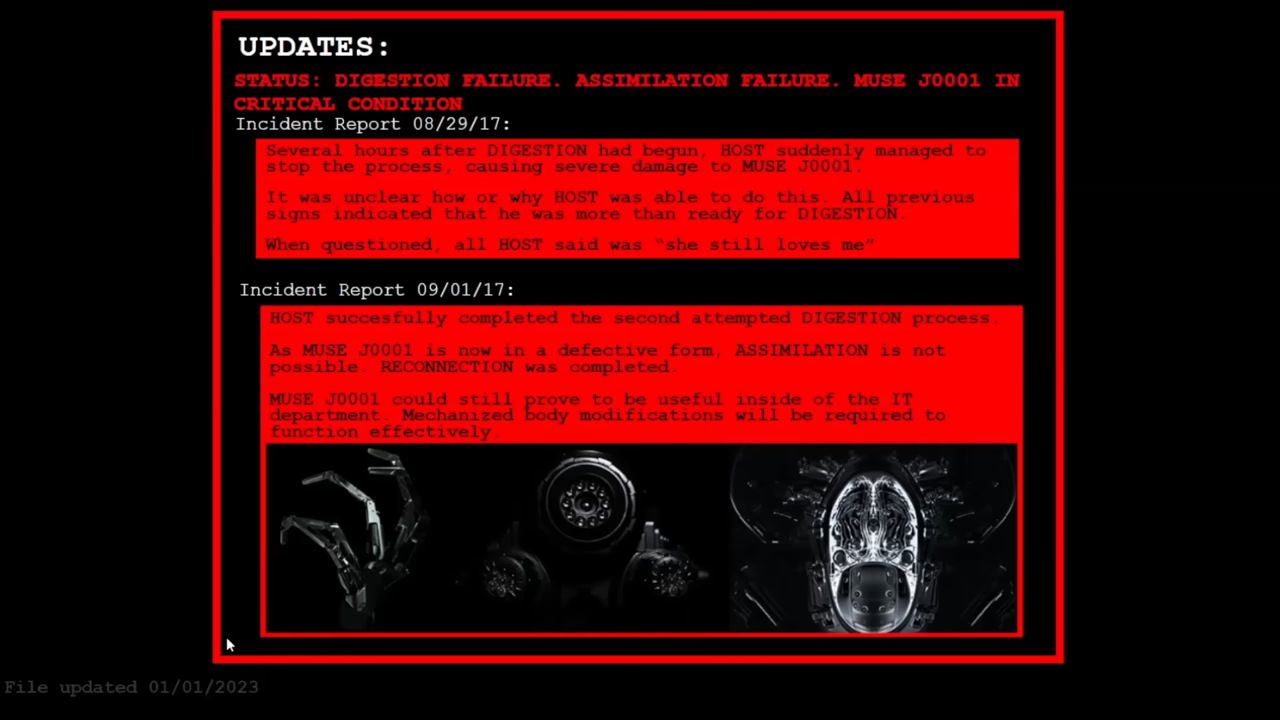 UPDATES:
STATUS: DIGESTION FAILURE. ASSIMILATION FAILURE. MUSE J0001 IN
CRITICAL CONDITION
Incident Report 08/29/17:
Several hours after DIGESTION had begun, HOST suddenly managed to
stop the process, causing severe damage to MUSE J0001.
It was unclear how or why HOST was able to do this. All previous
signs indicated that he was more than ready for DIGESTION.
When questioned, all HOST said was “she still loves me”
Incident Report 09/01/17:
HOST succesfully completed the second attempted DIGESTION process.
As MUSE J0001 is now in a defective form, ASSIMILATION is not
possible. RECONNECTION was completed.
MUSE J0001 could still prove to be useful inside of the IT
department. Mechanized body modifications will be required to
function effectively.
File updated 01/01/2023